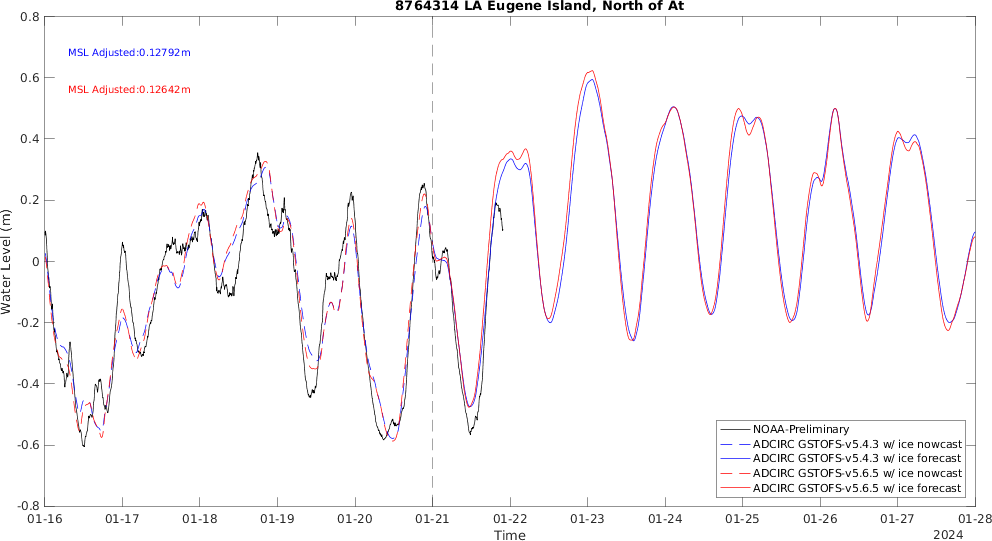 8764314 LA Eugene Island, North of At
MSL Adjusted:0.12792m
MSL Adjusted:0.12642m
Water Level (m)
0.8
0.6
0.4
0.2
0
-0.2
-0.4
-0.6
-0.8
NOAA-Preliminary
ADCIRC GSTOFS-v5.4.3 w/ ice nowcast
ADCIRC GSTOFS-v5.4.3 w/ ice forecast
ADCIRC GSTOFS-v5.6.5 w/ ice nowcast
ADCIRC GSTOFS-v5.6.5 w/ ice forecast
01-16 01-17 01-18 01-19 01-20 01-21 01-22 01-23 01-24 01-25 01-26 01-27 01-28
Time
2024